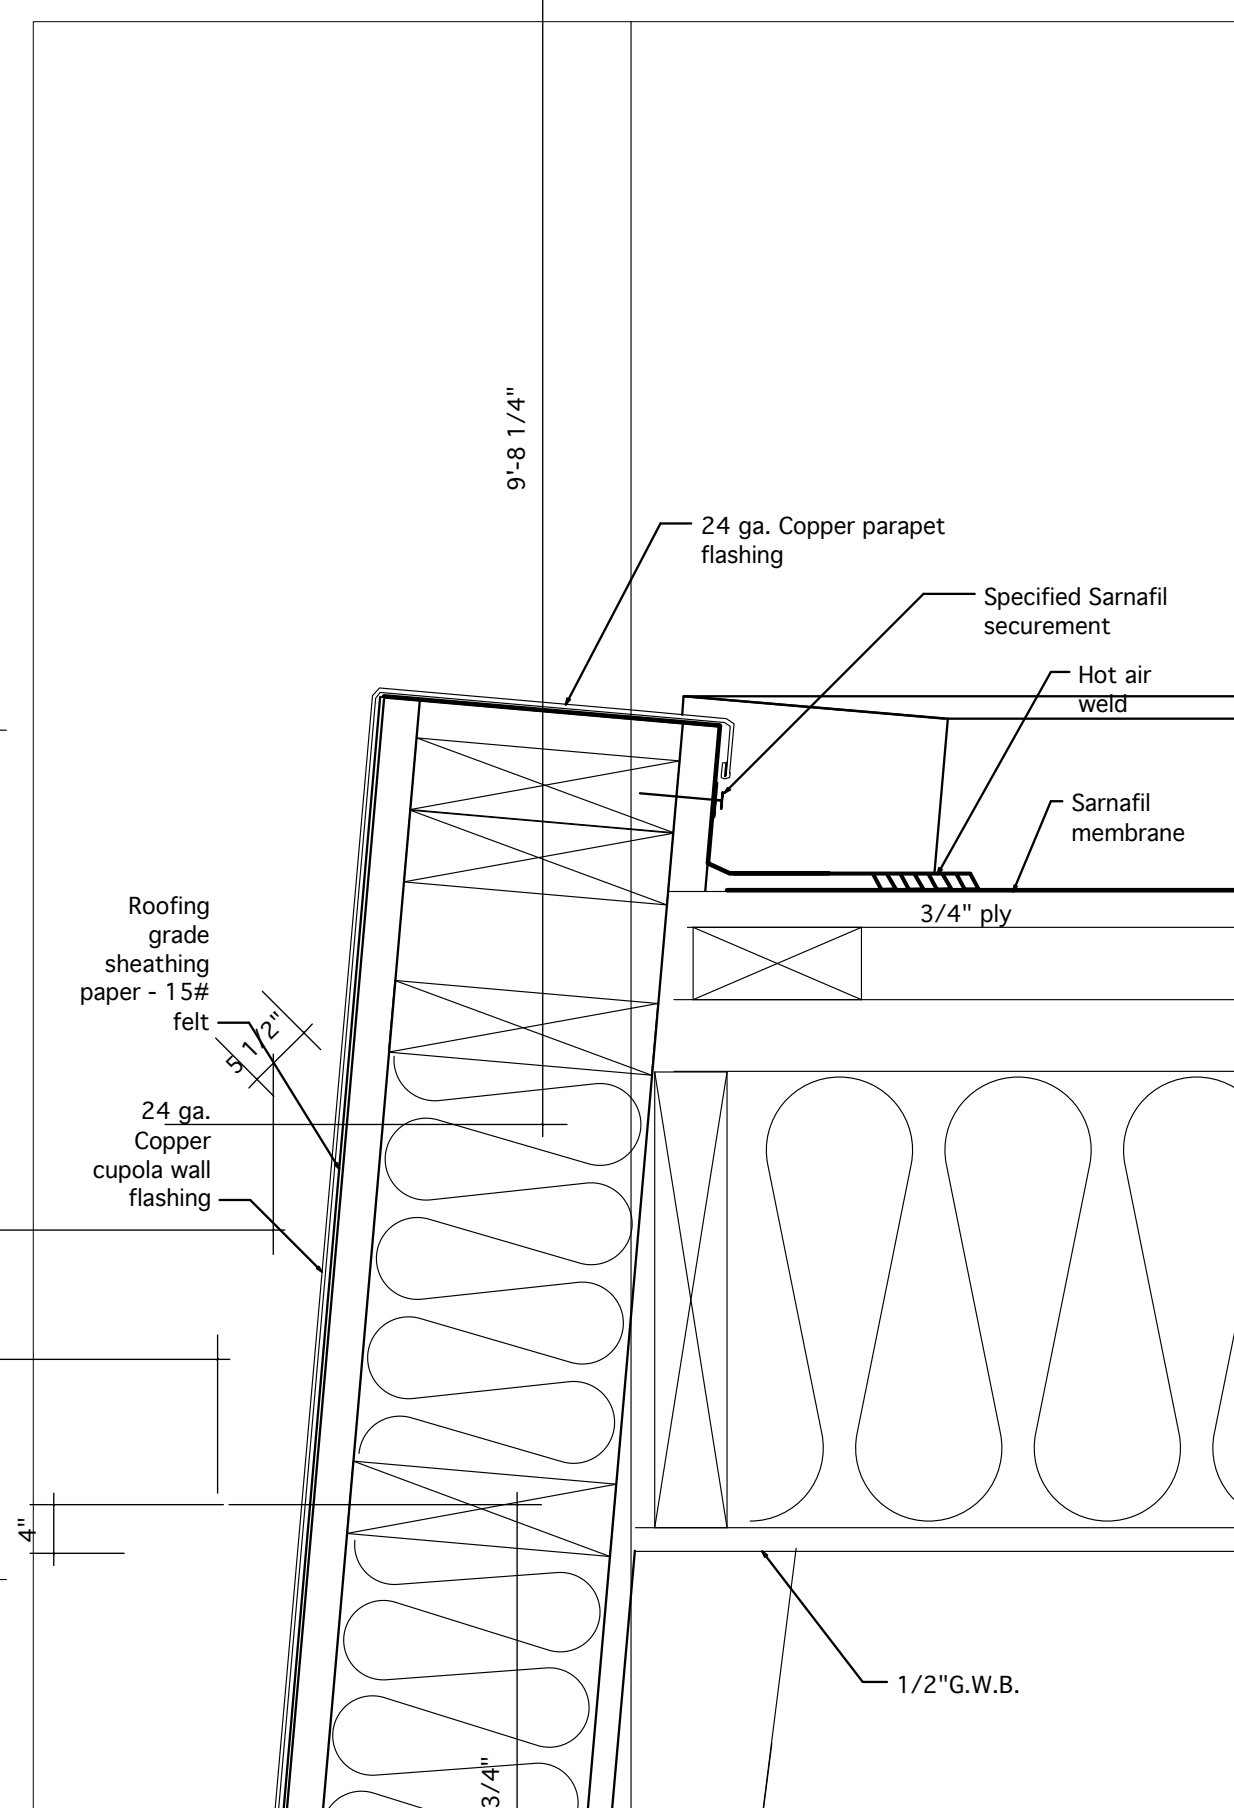 9'-8 1/4"
24 ga. Copper parapet
flashing
Specified Sarnafil
securement
Hot air
weld
Sarnafil
membrane
3/4" ply
Roofing
grade
sheathing
paper - 15#
felt
5 1/2"
24 ga.
Copper
cupola wall
flashing
4"
1/2"G.W.B.
3/4"